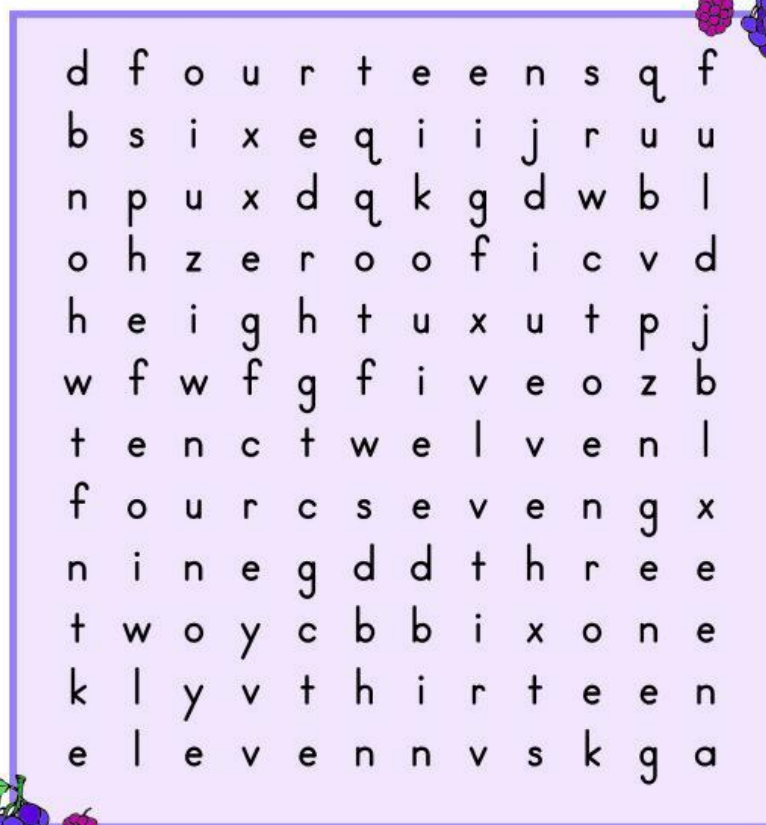 d f o u r t e e n s q f
b s i x e q i i j r u u
n p u x d q k g d w b l
o h z e r o o f i c v d
h e i g h t u x u t p j
w f w f g f i v e o z b
t e n c t w e l v e n l
f o u r c s e v e n g x
n i n e g d d t h r e e
t w o y c b b i x o n e
k l y v t h i r t e e n
e l e v e n n v s k g a